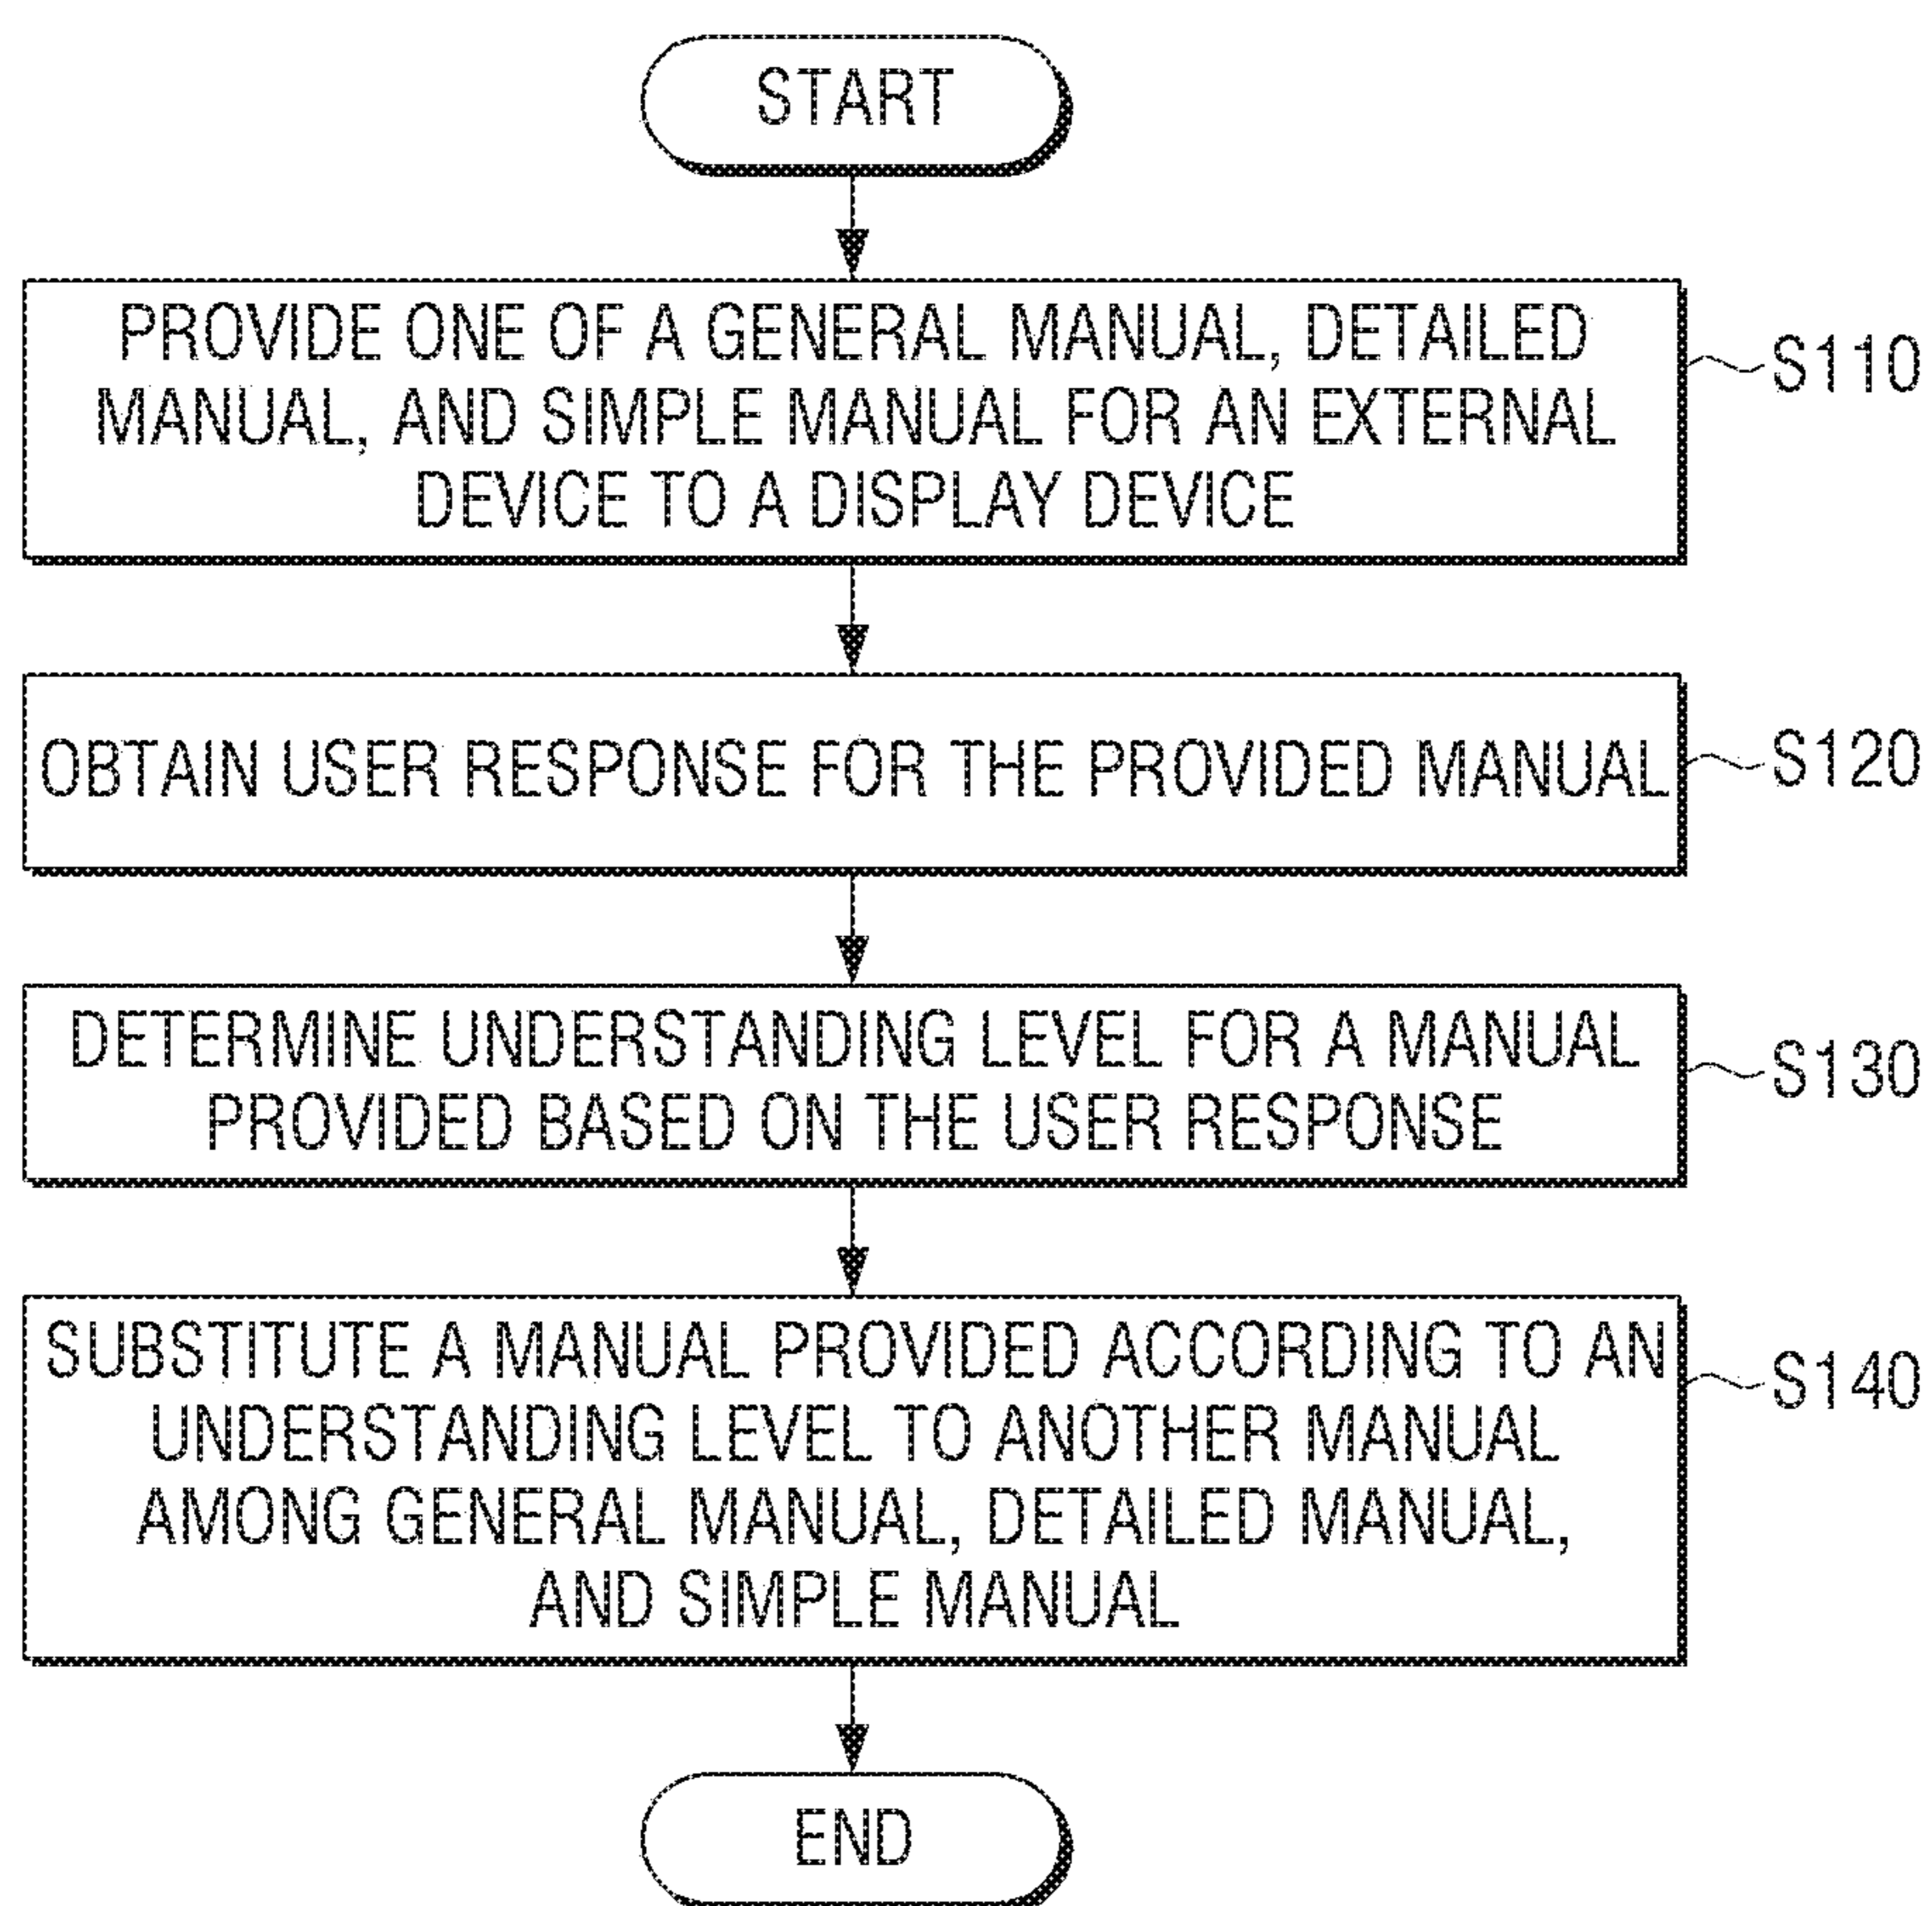 START
PROVIDE ONE OF A GENERAL MANUAL, DETAILED
MANUAL, AND SIMPLE MANUAL FOR AN EXTERNAL
DEVICE TO A DISPLAY DEVICE
S110
OBTAIN USER RESPONSE FOR THE PROVIDED MANUAL
S120
DETERMINE UNDERSTANDING LEVEL FOR A MANUAL
PROVIDED BASED ON THE USER RESPONSE
S130
SUBSTITUTE A MANUAL PROVIDED ACCORDING TO AN
UNDERSTANDING LEVEL TO ANOTHER MANUAL
AMONG GENERAL MANUAL, DETAILED MANUAL,
AND SIMPLE MANUAL
S140
END